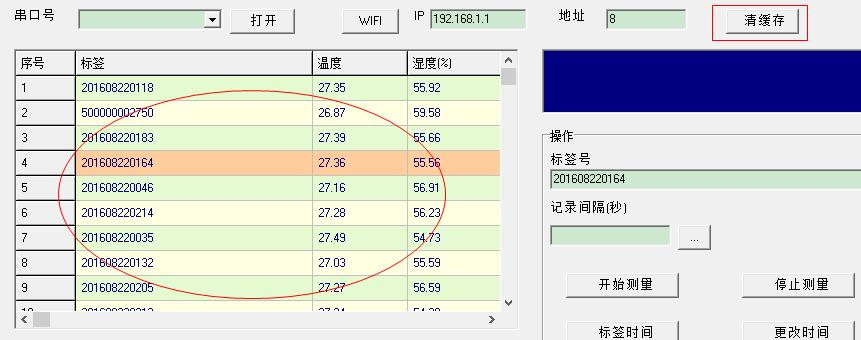 串口号 打开 WIFI IP 192.168.1.1 地址 8 清缓存
序号 标签 温度 湿度(%)
1 201608220118 27.35 55.92
2 500000002750 26.87 59.58
3 201608220183 27.39 55.66
4 201608220164 27.36 55.56
5 201608220046 27.16 56.91
6 201608220214 27.28 56.23
7 201608220035 27.49 54.73
8 201608220132 27.03 55.59
9 201608220205 27.27 56.59
操作
标签号
201608220164
记录间隔(秒)
...
开始测量 停止测量
标签时间 更改时间